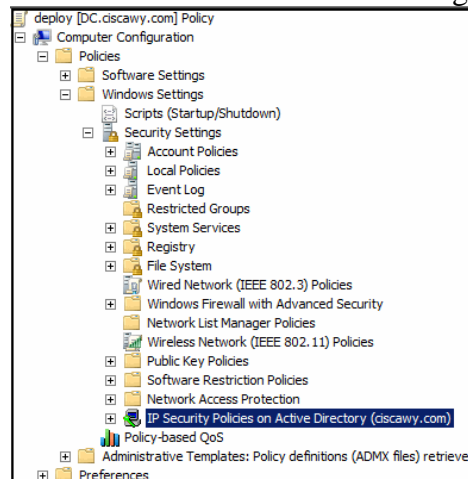 deploy [DC.ciscawy.com] Policy
Computer Configuration
Policies
Software Settings
Windows Settings
Scripts (Startup/Shutdown)
Security Settings
Account Policies
Local Policies
Event Log
Restricted Groups
System Services
Registry
File System
Wired Network (IEEE 802.3) Policies
Windows Firewall with Advanced Security
Network List Manager Policies
Wireless Network (IEEE 802.11) Policies
Public Key Policies
Software Restriction Policies
Network Access Protection
IP Security Policies on Active Directory (ciscawy.com)
Policy-based QoS
Administrative Templates: Policy definitions (ADMX files) retrieve
Preferences